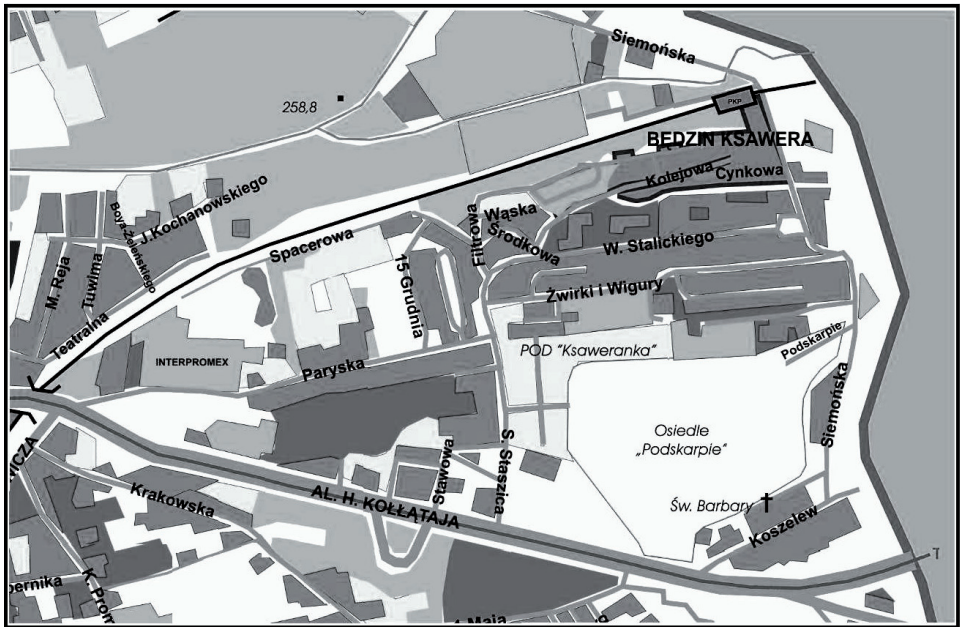 Siemońska
258,8
PKP
BĘDZIN KSAWERA
Kolejowa
Cynkowa
J.Kochanowskiego
Boya-Żeleńskiego
Wąska
Środkowa
Filtrowa
W. Stalickiego
Spacerowa
M. Reja
Tuwima
15 Grudnia
Żwirki i Wigury
Teatralna
INTERPROMEX
POD "Ksaweranka"
Podskarpie
Paryska
Siemońska
Osiedle
„Podskarpie"
S. Staszica
Stawowa
Krakowska
AL. H. KOŁŁĄTAJA
Św. Barbary
Koszelew
K. Prom
1 Maja